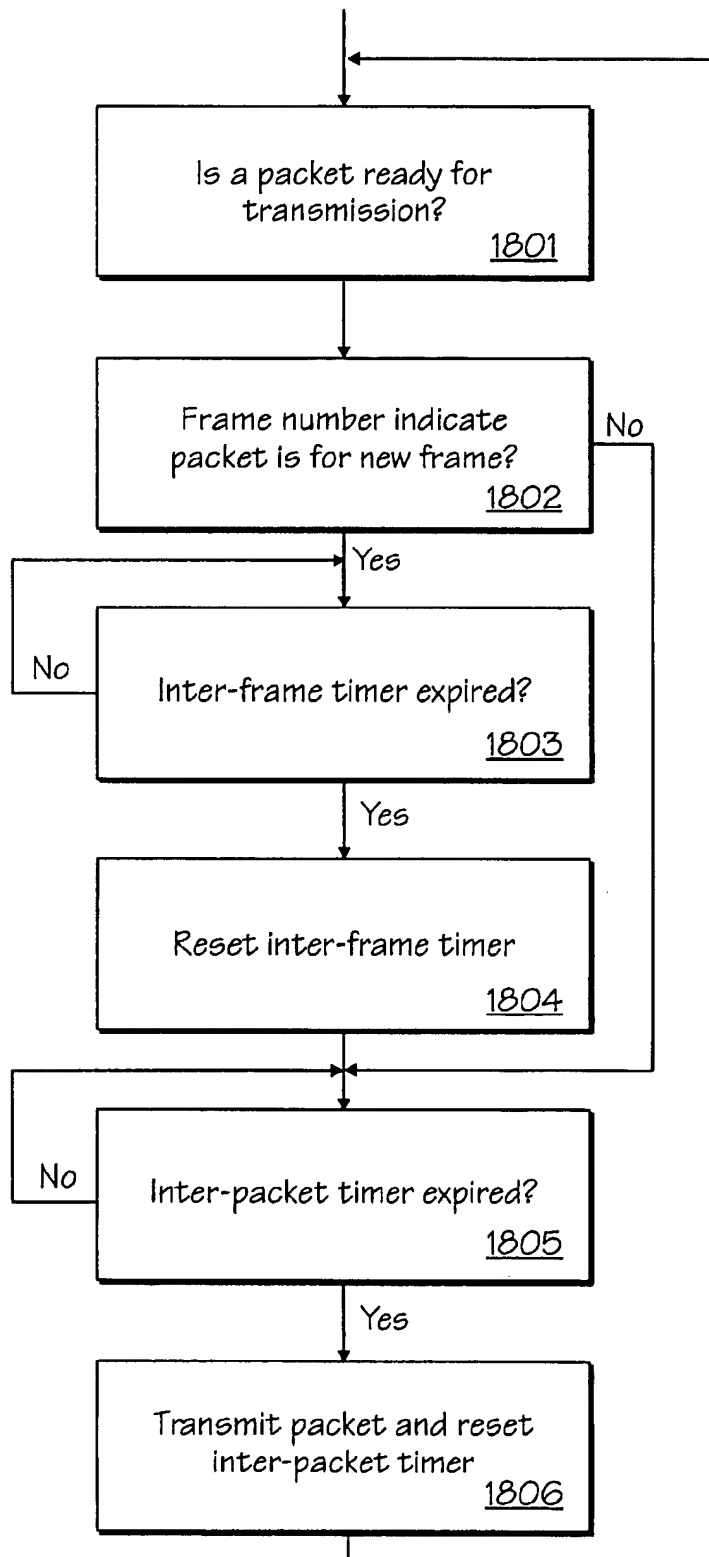 Is a packet ready for
transmission?
1801
Frame number indicate
packet is for new frame?
1802
No
Yes
No
Inter-frame timer expired?
1803
Yes
Reset inter-frame timer
1804
No
Inter-packet timer expired?
1805
Yes
Transmit packet and reset
inter-packet timer
1806